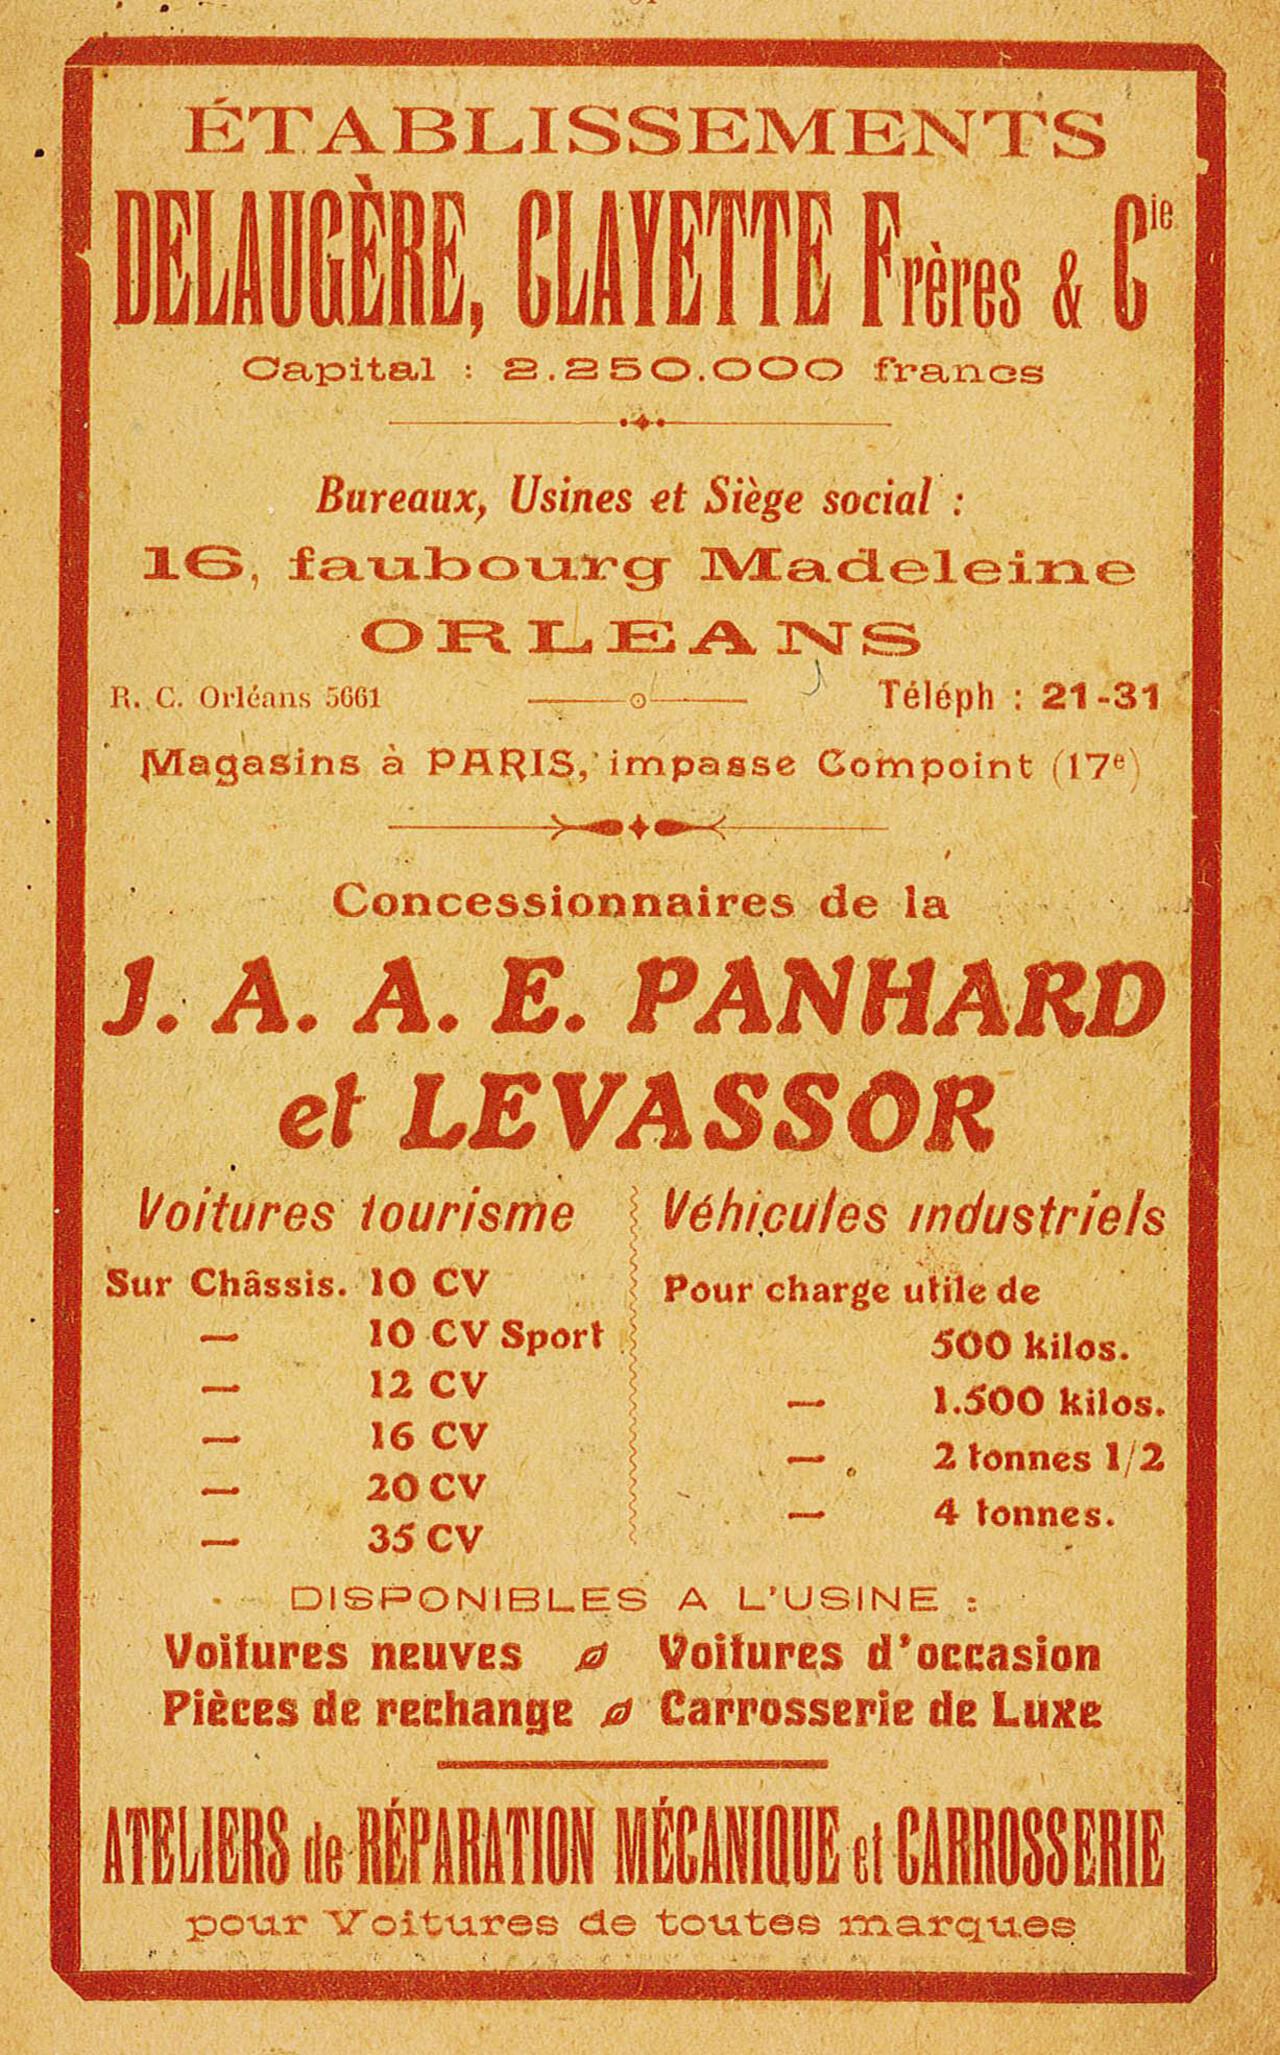 ÉTABLISSEMENTS
DELAUGÈRE, CLAYETTE Frères & Cie
Capital : 2.250.000 francs
Bureaux, Usines et Siège social :
16, faubourg Madeleine
ORLEANS
R. C. Orléans 5661
Téléph : 21-31
Magasins à PARIS, impasse Compoint (17e)
Concessionnaires de la
J. A. A. E. PANHARD
et LEVASSOR
Voitures tourisme
Sur Châssis. 10 CV
— 10 CV Sport
— 12 CV
— 16 CV
— 20 CV
— 35 CV
Véhicules industriels
Pour charge utile de
500 kilos.
— 1.500 kilos.
— 2 tonnes 1/2
— 4 tonnes.
DISPONIBLES A L'USINE :
Voitures neuves Voitures d'occasion
Pièces de rechange Carrosserie de Luxe
ATELIERS de RÉPARATION MÉCANIQUE et CARROSSERIE
pour Voitures de toutes marques